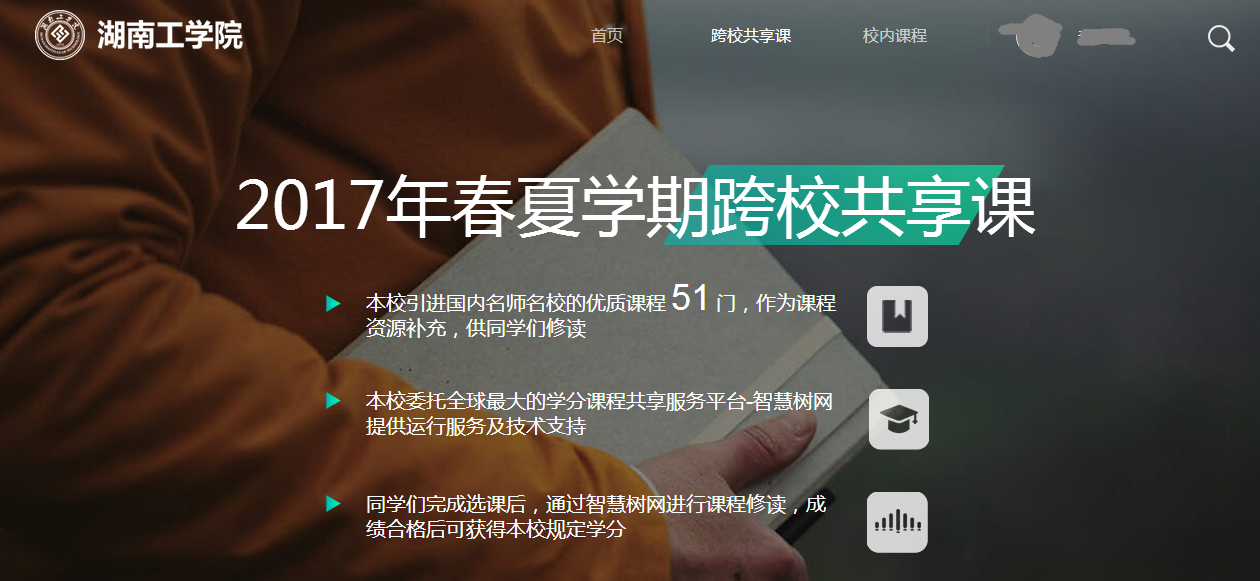 湖南工学院
首页 跨校共享课 校内课程
2017年春夏学期跨校共享课
本校引进国内名师名校的优质课程 51 门，作为课程
资源补充，供同学们修读
本校委托全球最大的学分课程共享服务平台-智慧树网
提供运行服务及技术支持
同学们完成选课后，通过智慧树网进行课程修读，成
绩合格后可获得本校规定学分